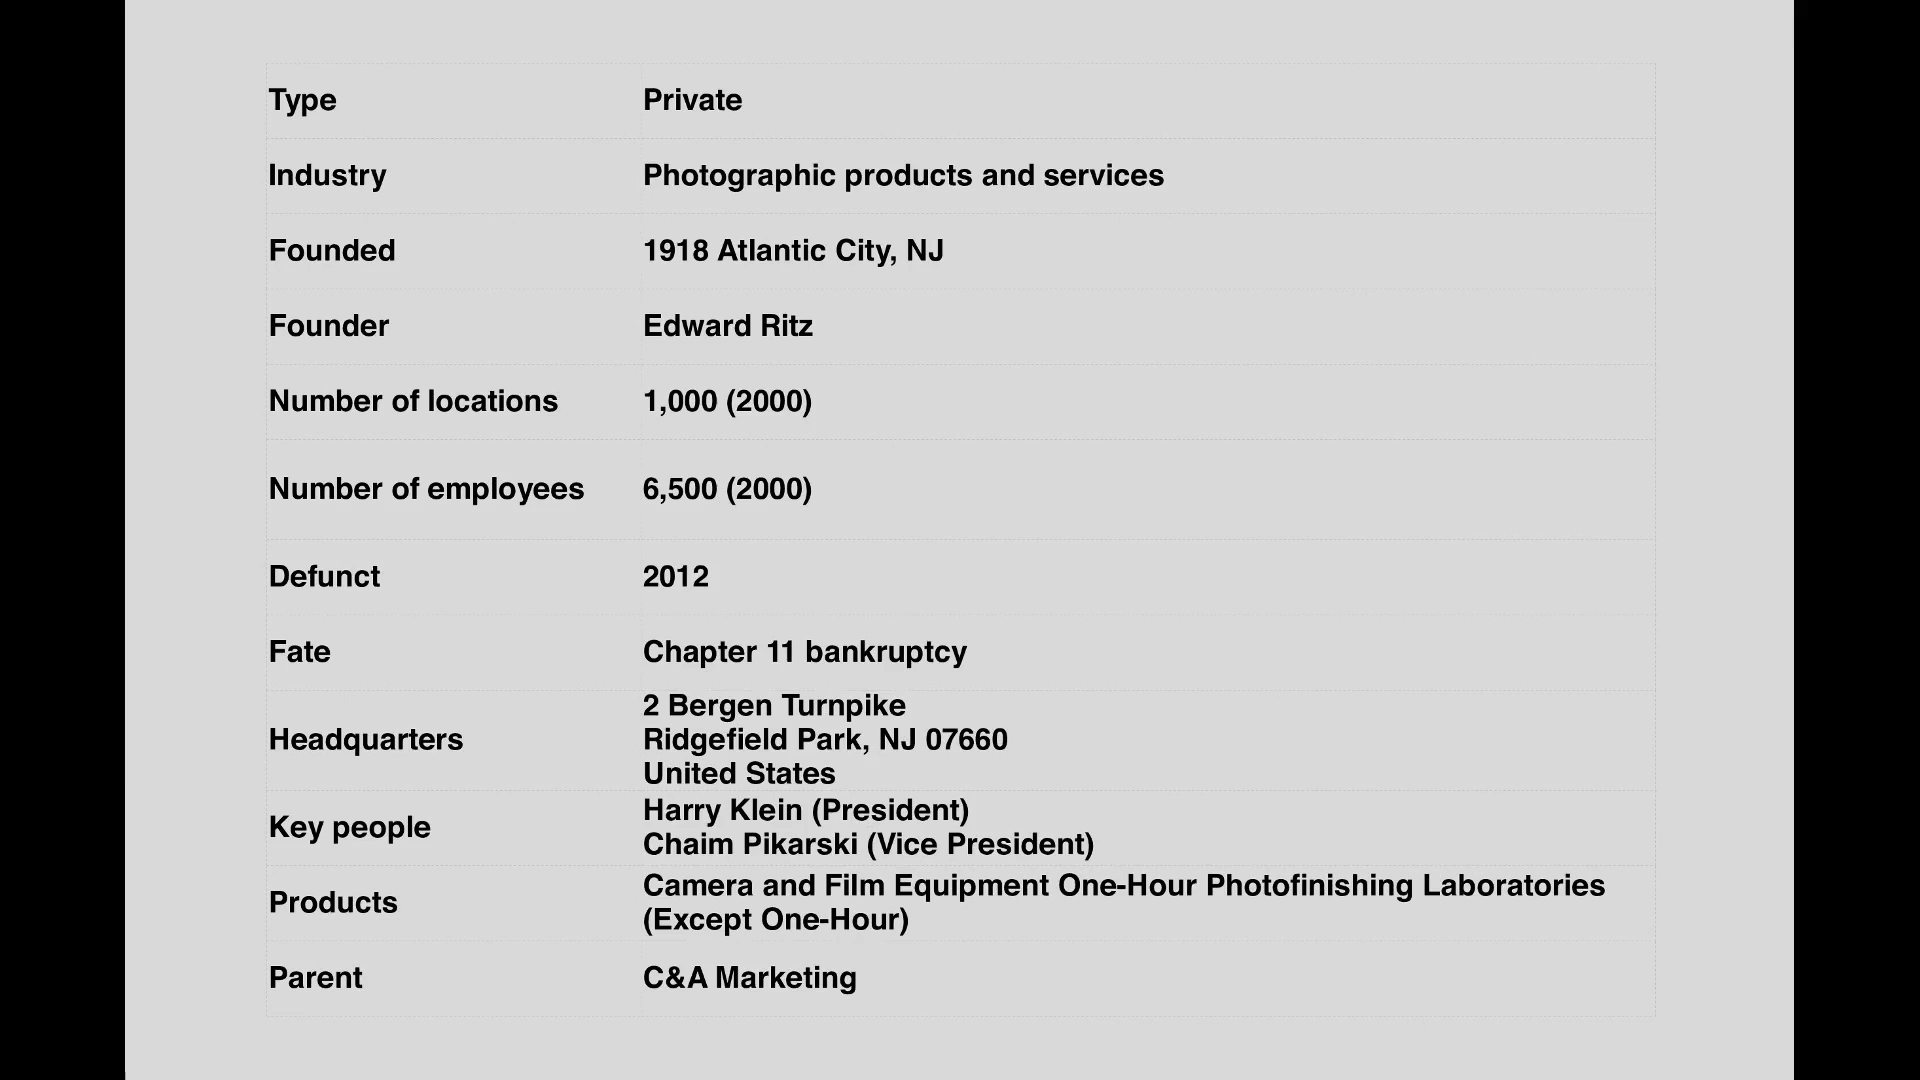 Type Private
Industry Photographic products and services
Founded 1918 Atlantic City, NJ
Founder Edward Ritz
Number of locations 1,000 (2000)
Number of employees 6,500 (2000)
Defunct 2012
Fate Chapter 11 bankruptcy
Headquarters 2 Bergen Turnpike
Ridgefield Park, NJ 07660
United States
Key people Harry Klein (President)
Chaim Pikarski (Vice President)
Products Camera and Film Equipment One-Hour Photofinishing Laboratories
(Except One-Hour)
Parent C&A Marketing